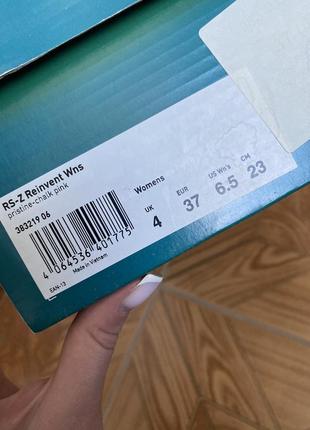 RS-Z Reinvent Wns
pristine-chalk pink
383219 06
4 064536 401775
EAN-13
Made in Vietnam
Womens
UK
4
EUR
37
US Wn's
6.5
CM
23